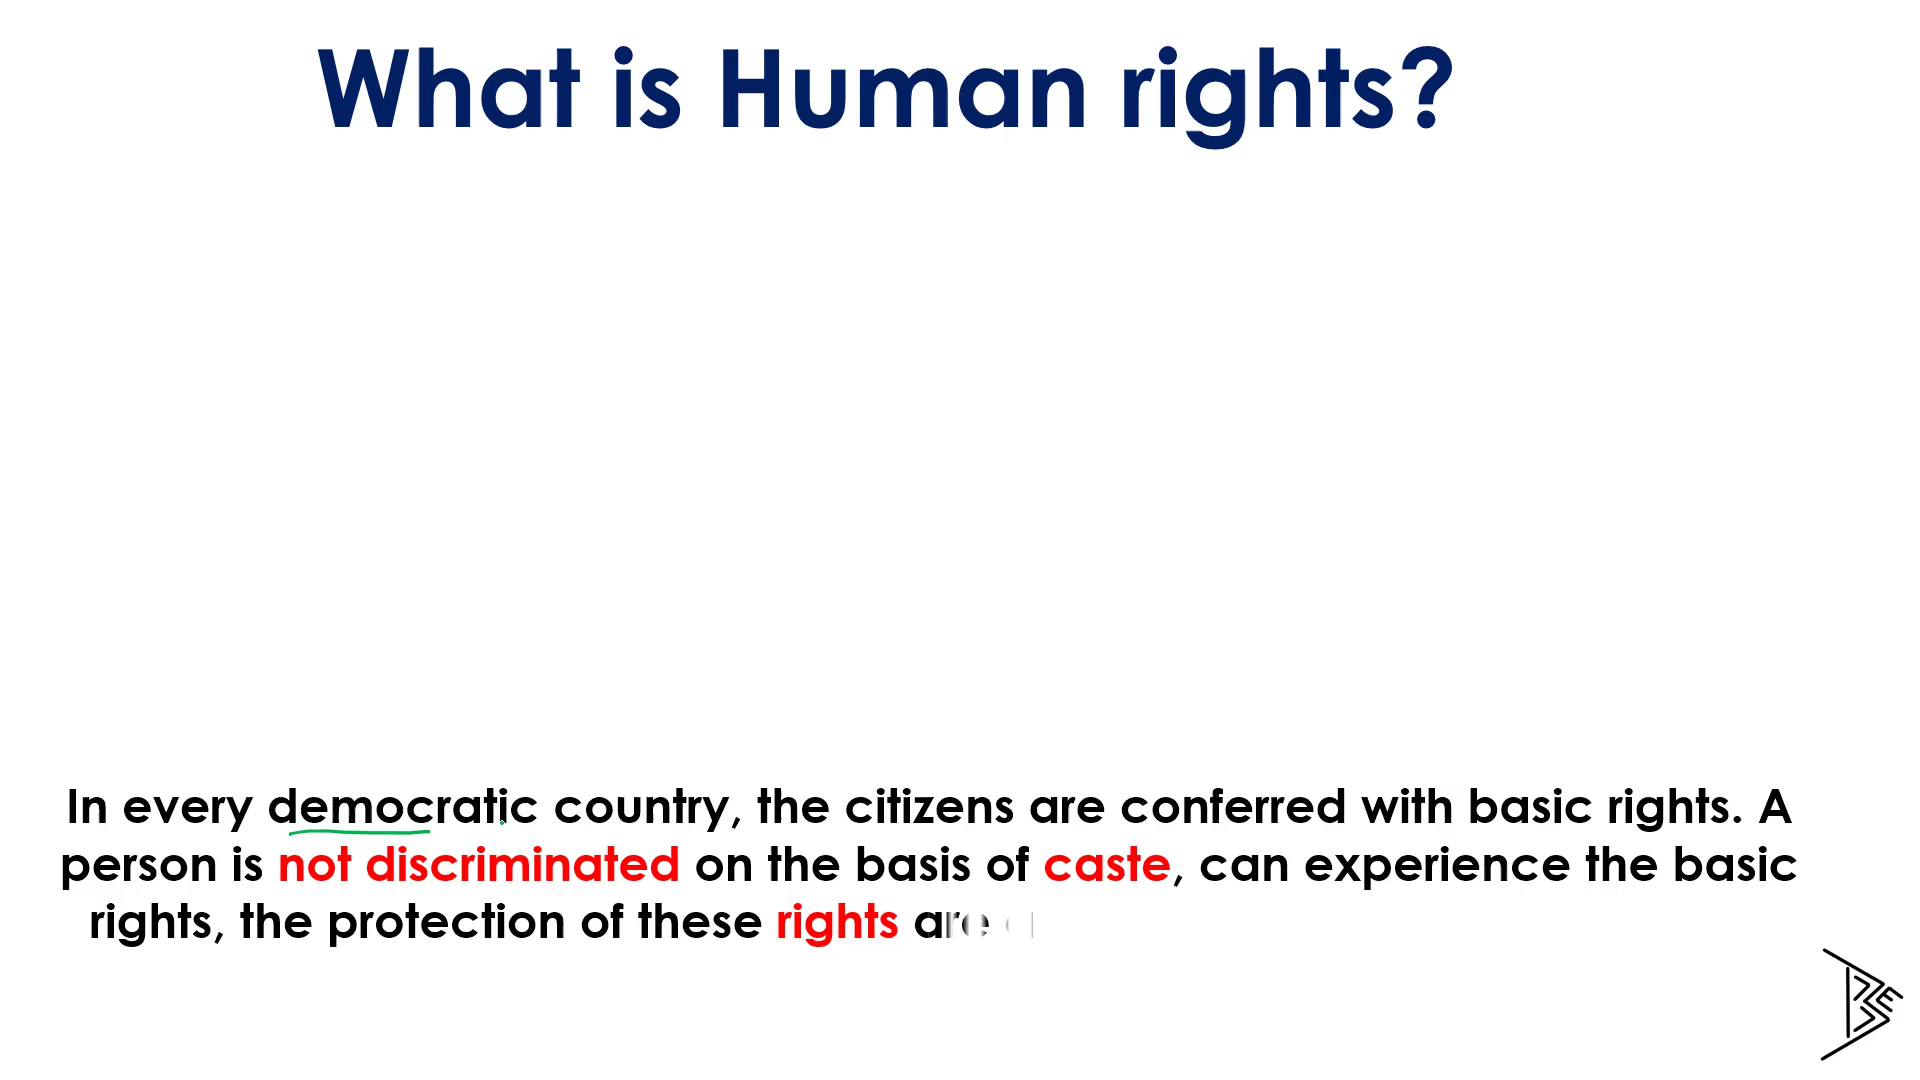 What is Human rights?
In every democratic country, the citizens are conferred with basic rights. A
person is not discriminated on the basis of caste, can experience the basic
rights, the protection of these rights are